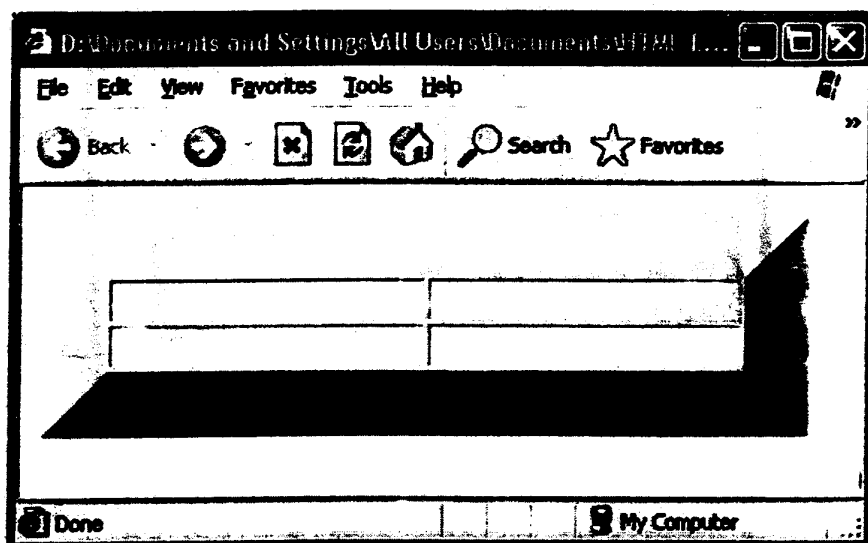 D:\Documents and Settings\All Users\Documents\HTML
File Edit View Favorites Tools Help
Back Search Favorites
Done My Computer